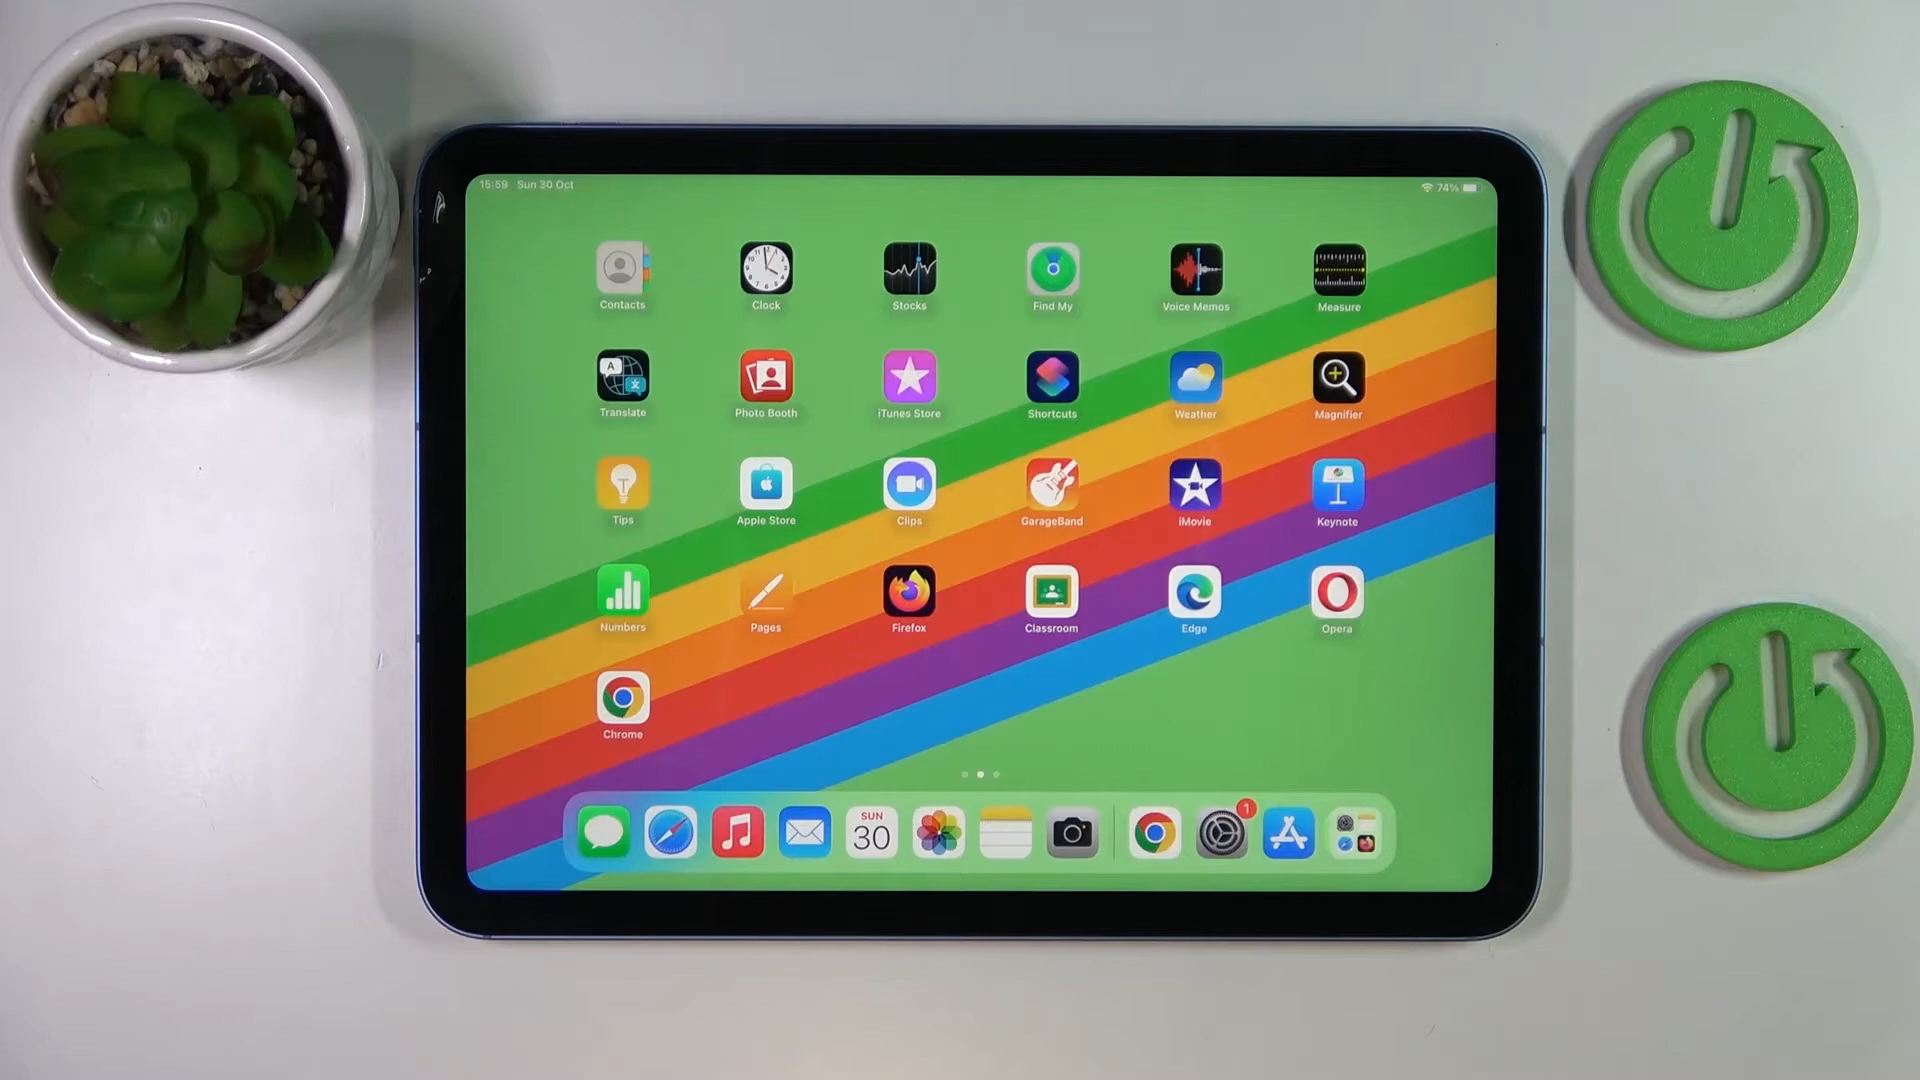 15:59 Sun 30 Oct
74%
Contacts
Clock
Stocks
Find My
Voice Memos
Measure
Translate
Photo Booth
iTunes Store
Shortcuts
Weather
Magnifier
Tips
Apple Store
Clips
GarageBand
iMovie
Keynote
Numbers
Pages
Firefox
Classroom
Edge
Opera
Chrome
SUN
30
1